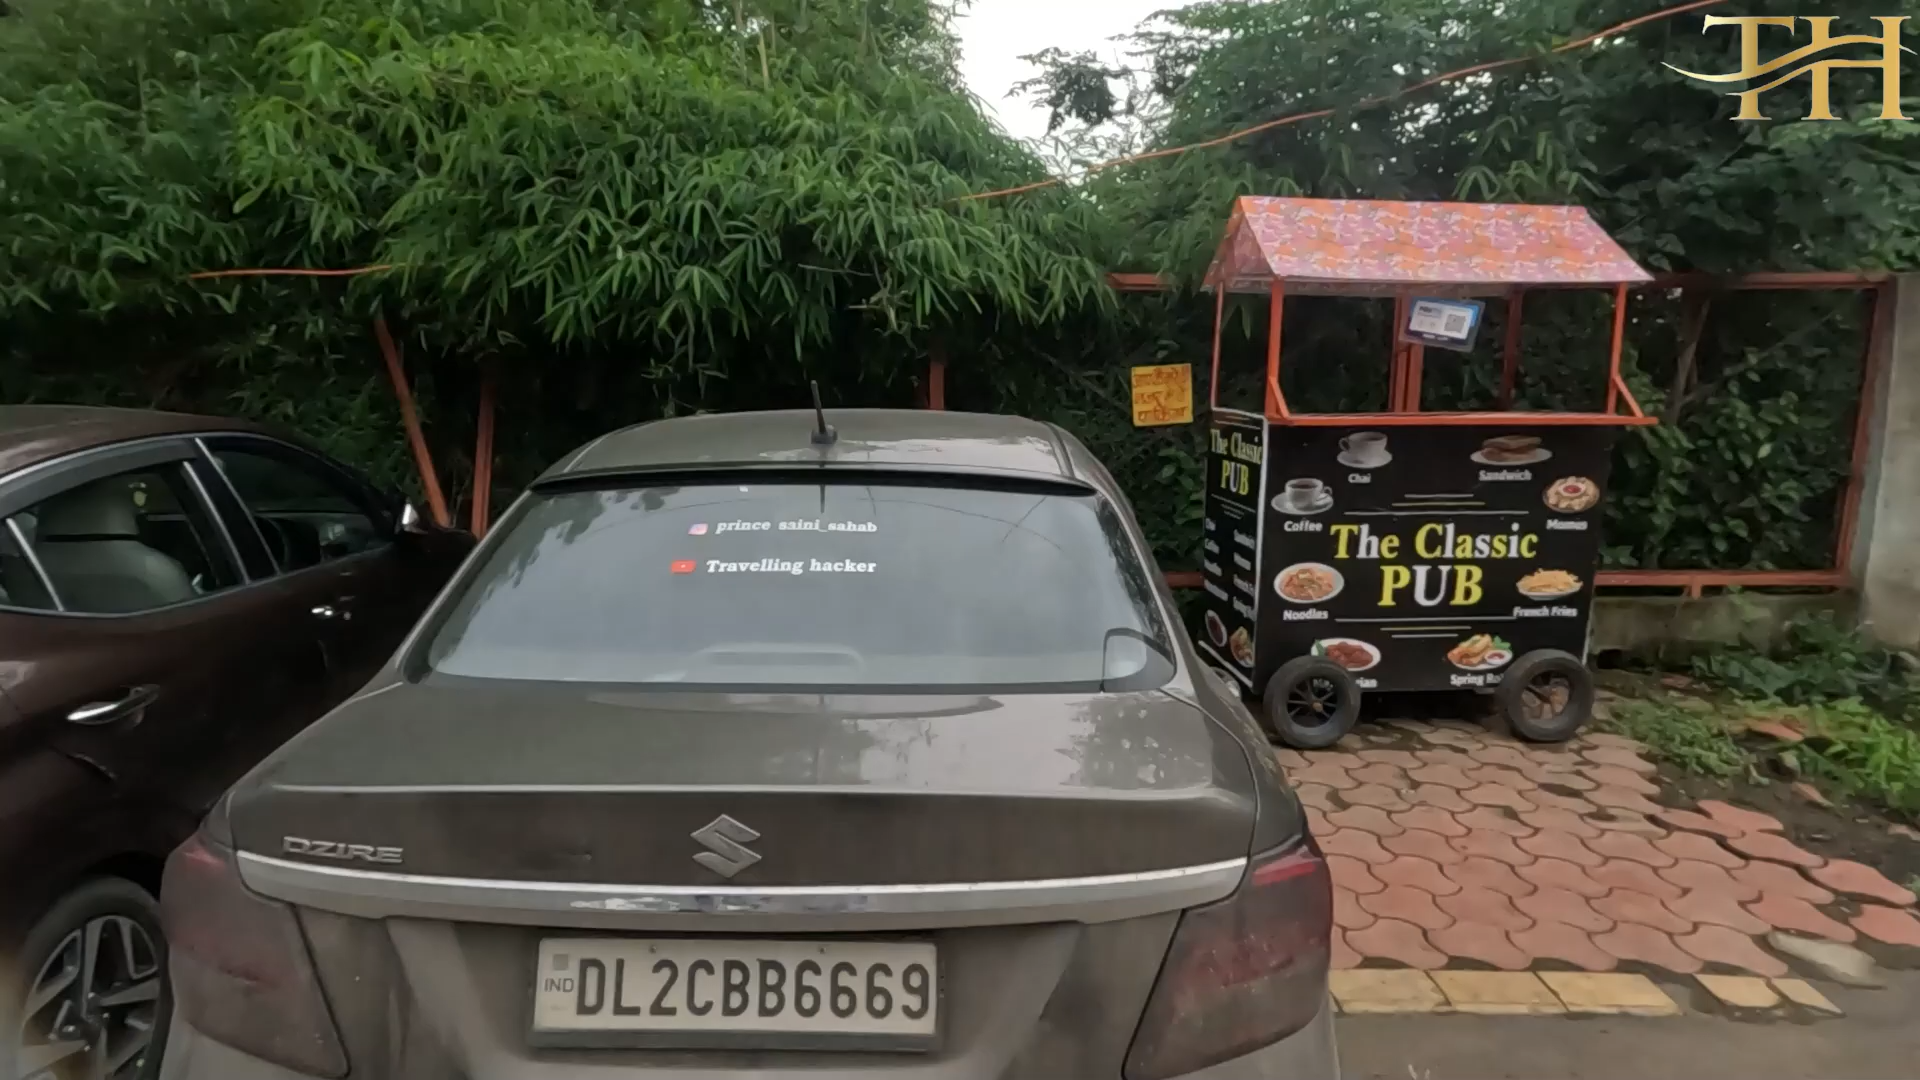 TH
prince saini_sahab
Travelling hacker
DZIRE
IND
DL2CBB6669
The Classic
PUB
Chai
Sandwich
Coffee
Momos
The Classic
PUB
Noodles
French Fries
Spring